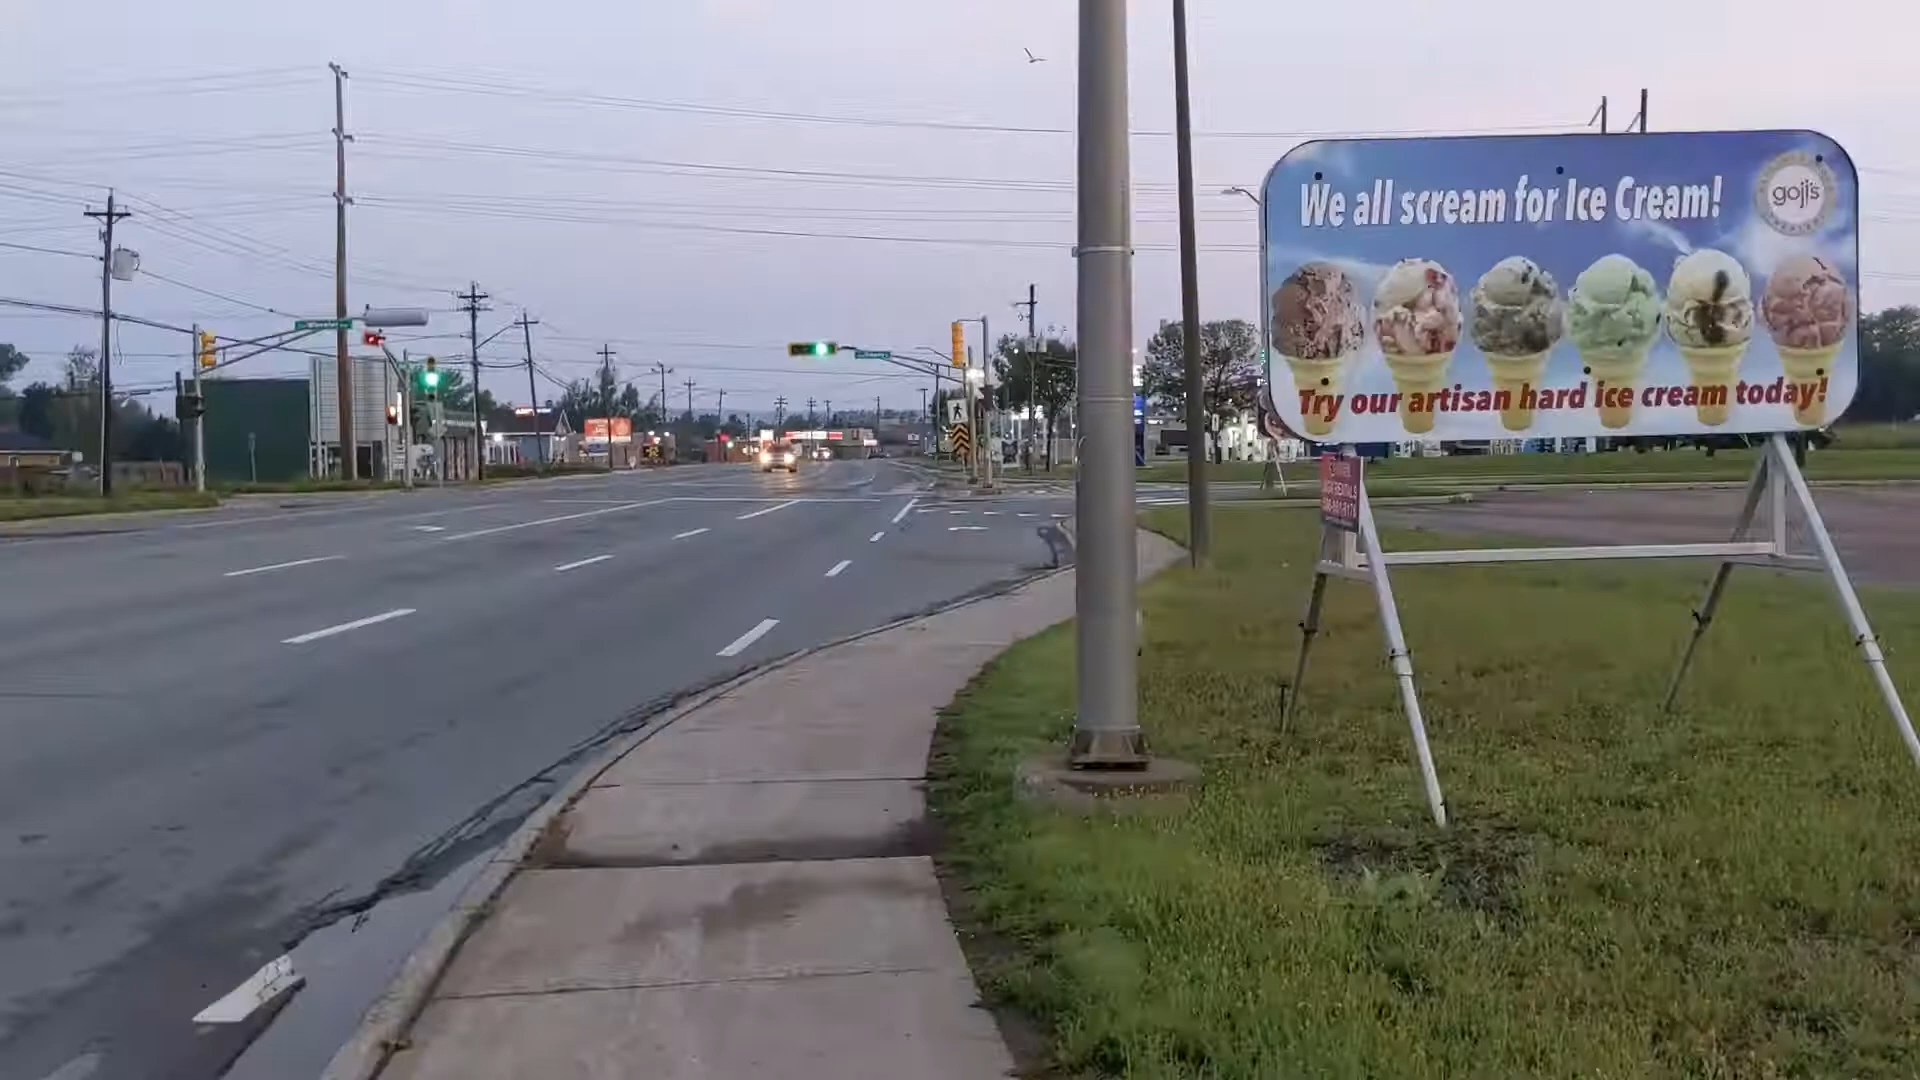 We all scream for Ice Cream!
goji's
Try our artisan hard ice cream today!